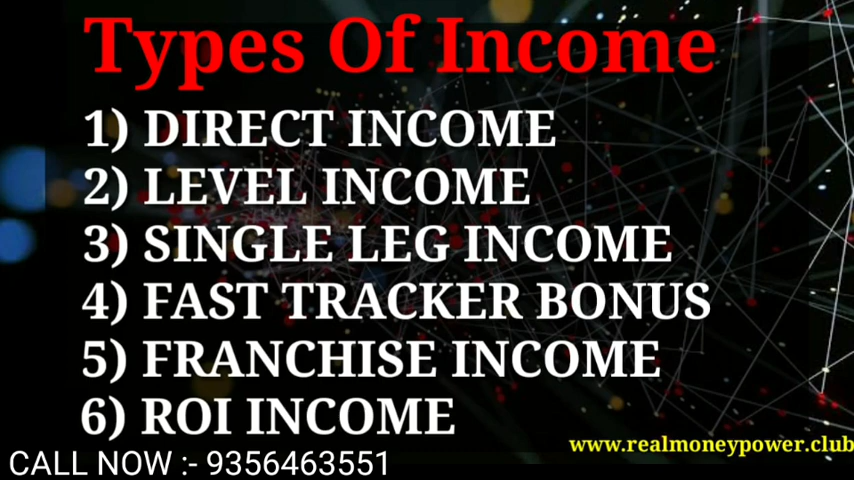 Types Of Income
1) DIRECT INCOME
2) LEVEL INCOME
3) SINGLE LEG INCOME
4) FAST TRACKER BONUS
5) FRANCHISE INCOME
6) ROI INCOME
www.realmoneypower.club
CALL NOW :- 9356463551